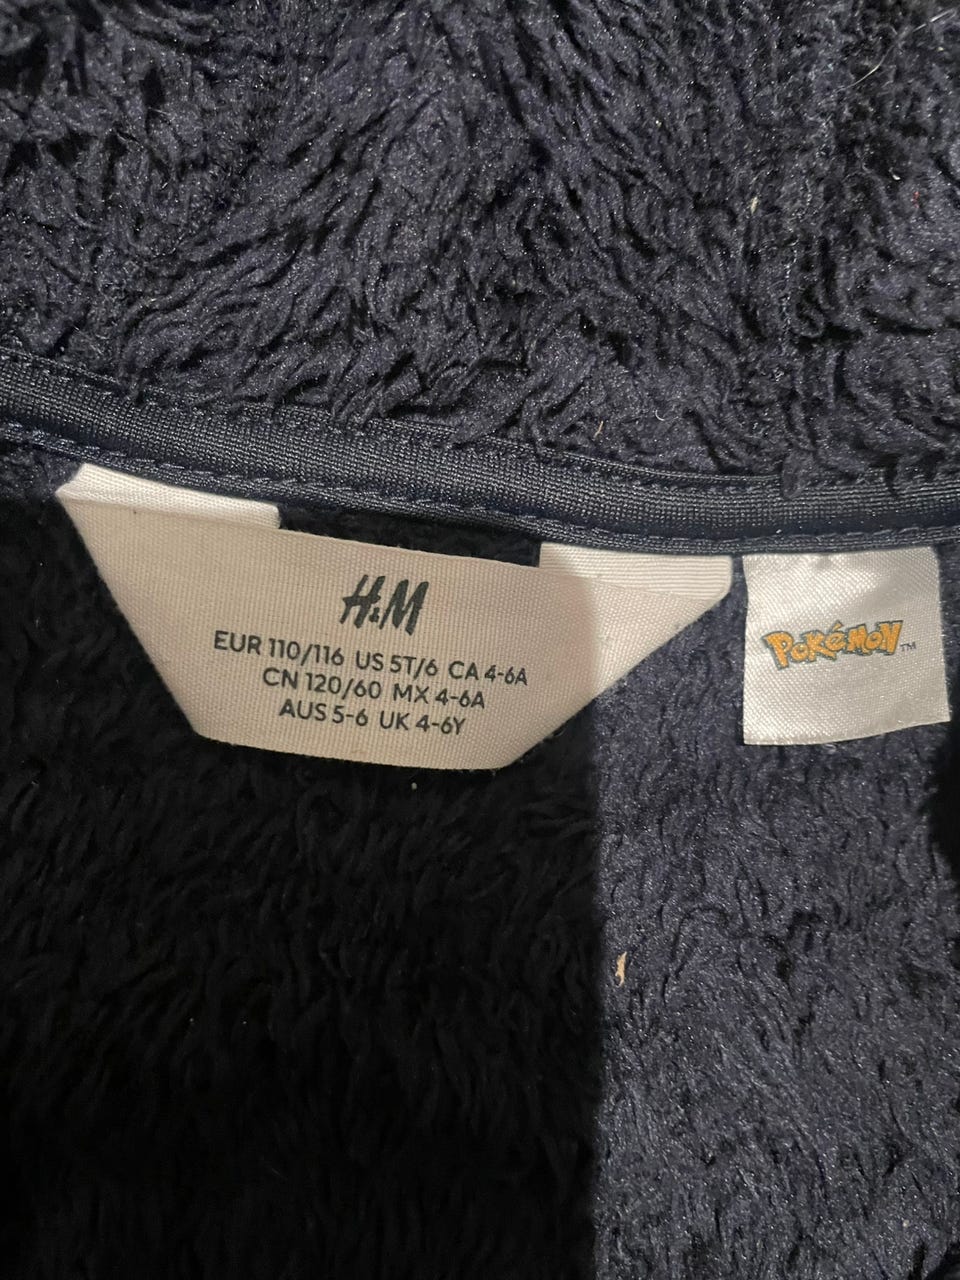 H&M
EUR 110/116 US 5T/6 CA 4-6A
CN 120/60 MX 4-6A
AUS 5-6 UK 4-6Y
POKéMON™